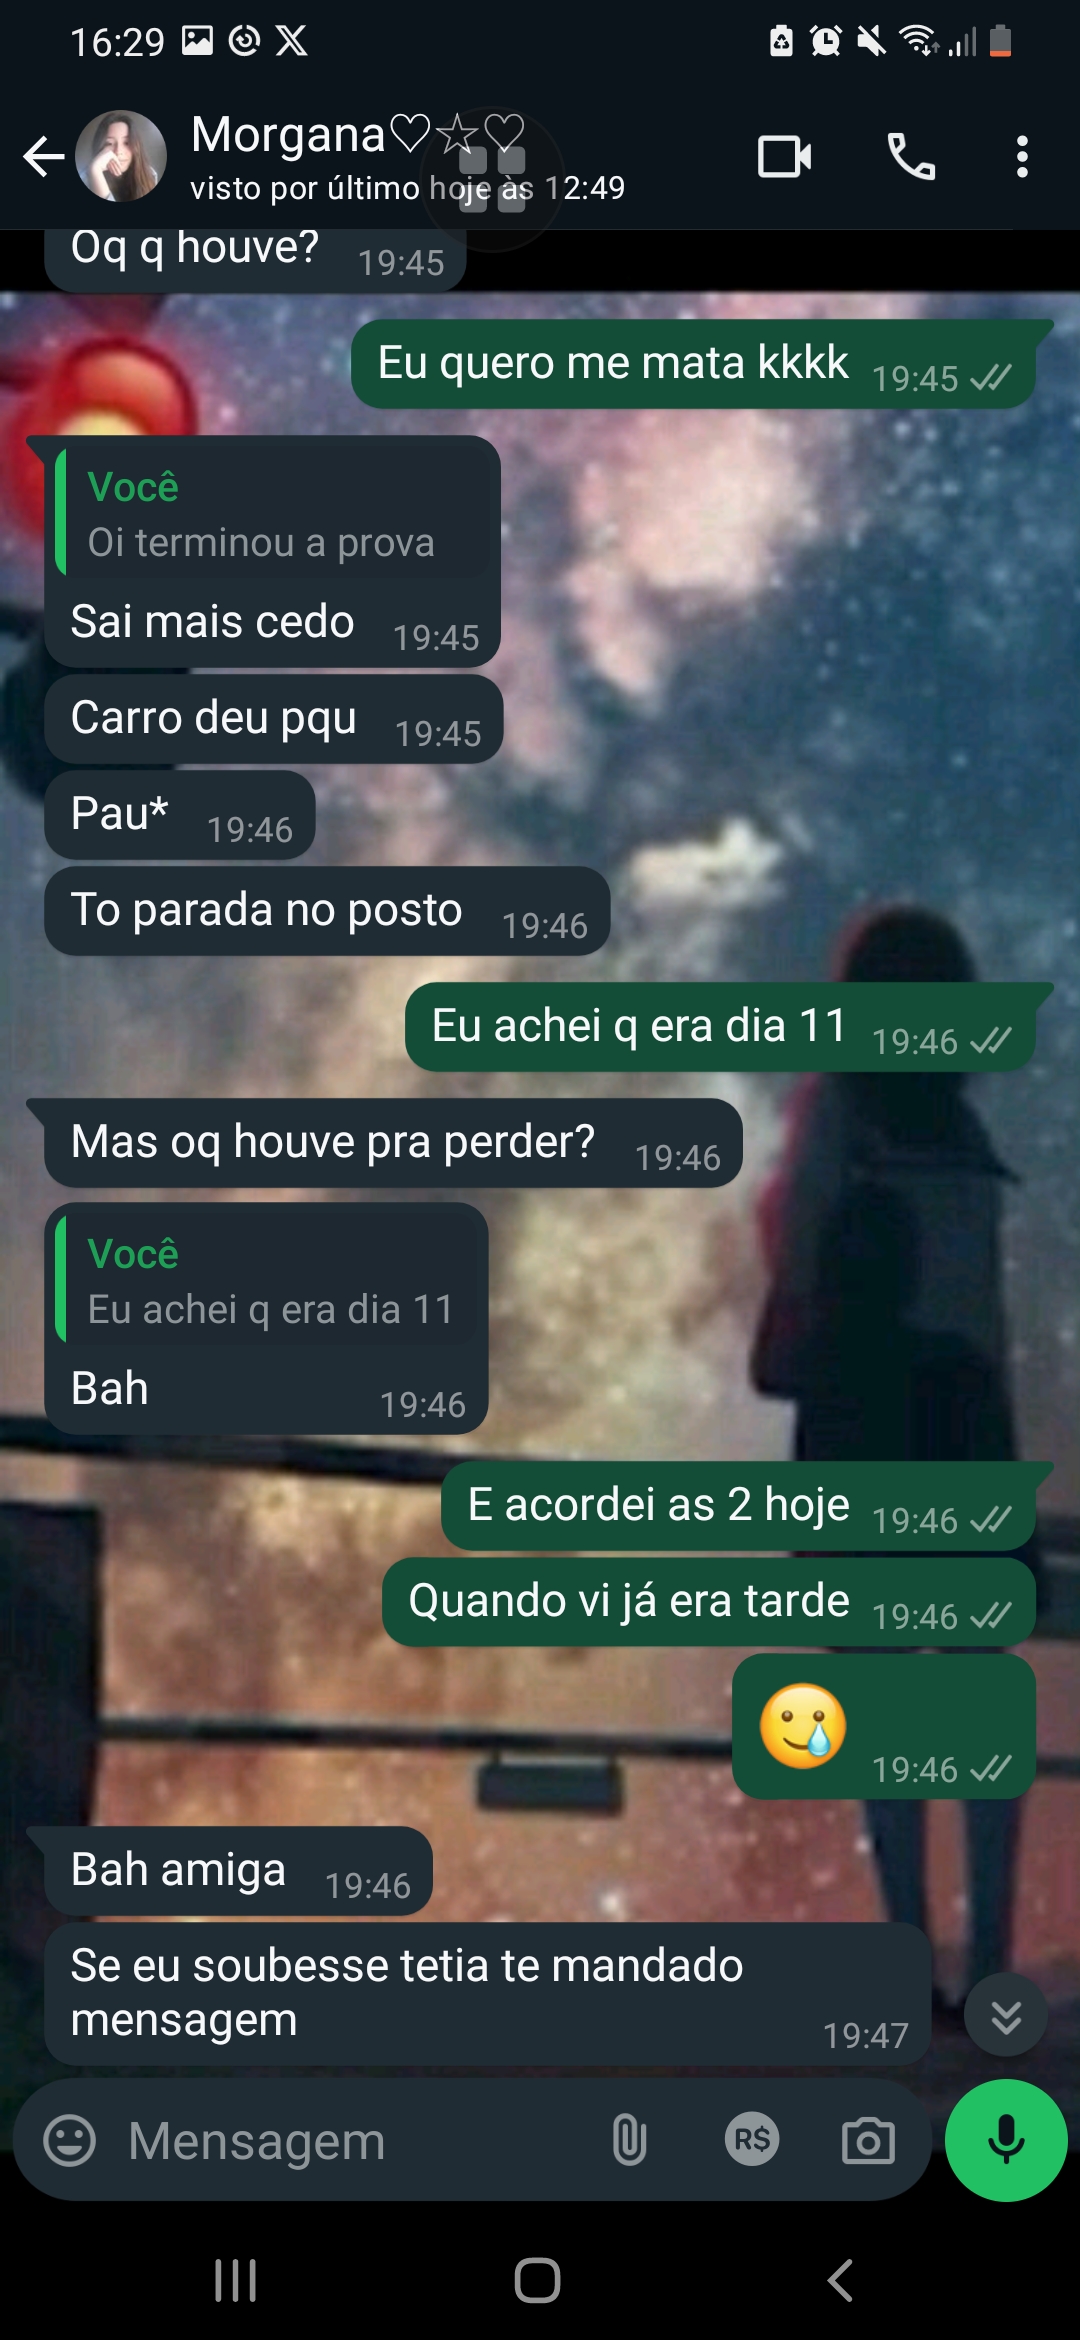 16:29
Morgana♡☆♡
visto por último hoje às 12:49
Oq q houve? 19:45
Eu quero me mata kkkk 19:45
Você
Oi terminou a prova
Sai mais cedo 19:45
Carro deu pqu 19:45
Pau* 19:46
To parada no posto 19:46
Eu achei q era dia 11 19:46
Mas oq houve pra perder? 19:46
Você
Eu achei q era dia 11
Bah 19:46
E acordei as 2 hoje 19:46
Quando vi já era tarde 19:46
🥲 19:46
Bah amiga 19:46
Se eu soubesse tetia te mandado
mensagem 19:47
Mensagem R$